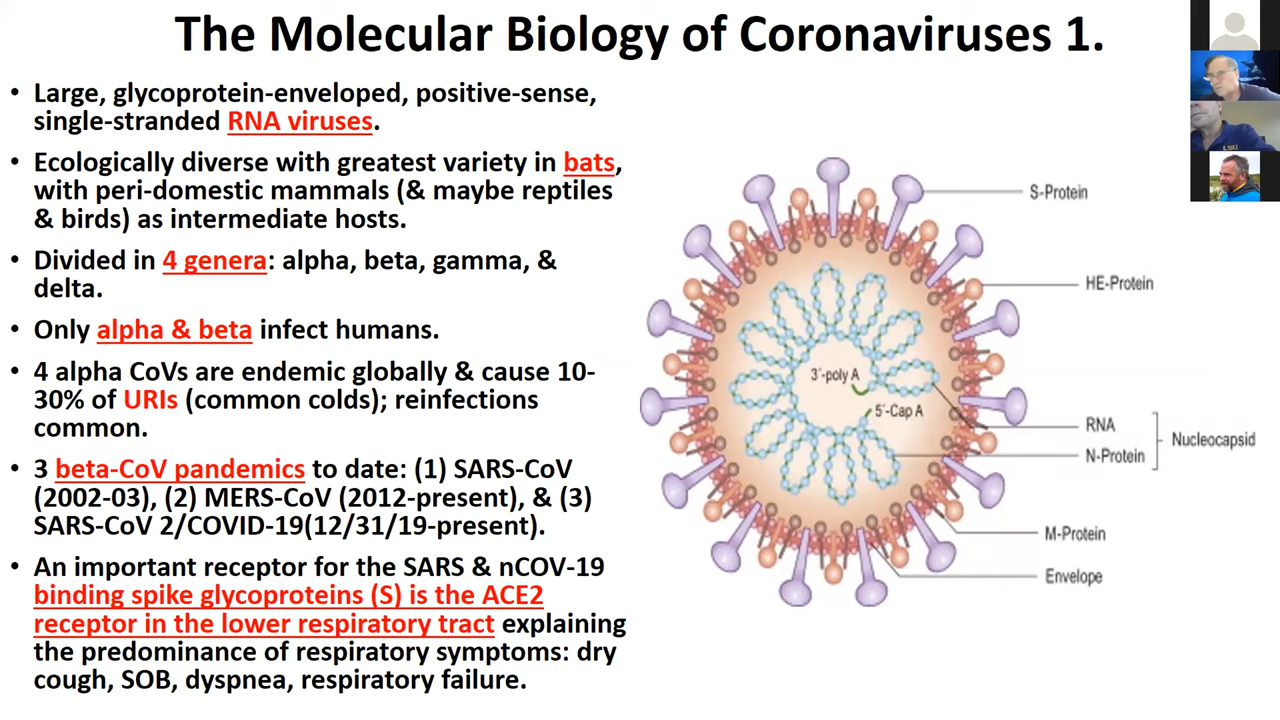 The Molecular Biology of Coronaviruses 1.
• Large, glycoprotein-enveloped, positive-sense,
single-stranded RNA viruses.
• Ecologically diverse with greatest variety in bats,
with peri-domestic mammals (& maybe reptiles
& birds) as intermediate hosts.
• Divided in 4 genera: alpha, beta, gamma, &
delta.
• Only alpha & beta infect humans.
• 4 alpha CoVs are endemic globally & cause 10-
30% of URIs (common colds); reinfections
common.
• 3 beta-CoV pandemics to date: (1) SARS-CoV
(2002-03), (2) MERS-CoV (2012-present), & (3)
SARS-CoV 2/COVID-19(12/31/19-present).
• An important receptor for the SARS & nCOV-19
binding spike glycoproteins (S) is the ACE2
receptor in the lower respiratory tract explaining
the predominance of respiratory symptoms: dry
cough, SOB, dyspnea, respiratory failure.
S-Protein
HE-Protein
3´-poly A
5´-Cap A
RNA
N-Protein
Nucleocapsid
M-Protein
Envelope
LSU